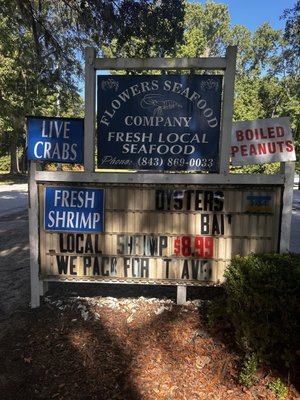 FLOWERS SEAFOOD
COMPANY
FRESH LOCAL
SEAFOOD
Phone: (843) 869-0033
LIVE
CRABS
BOILED
PEANUTS
FRESH
SHRIMP
OYSTERS
BAIT
LOCAL SHRIMP $8.99
WE PACK FOR TRAVEL